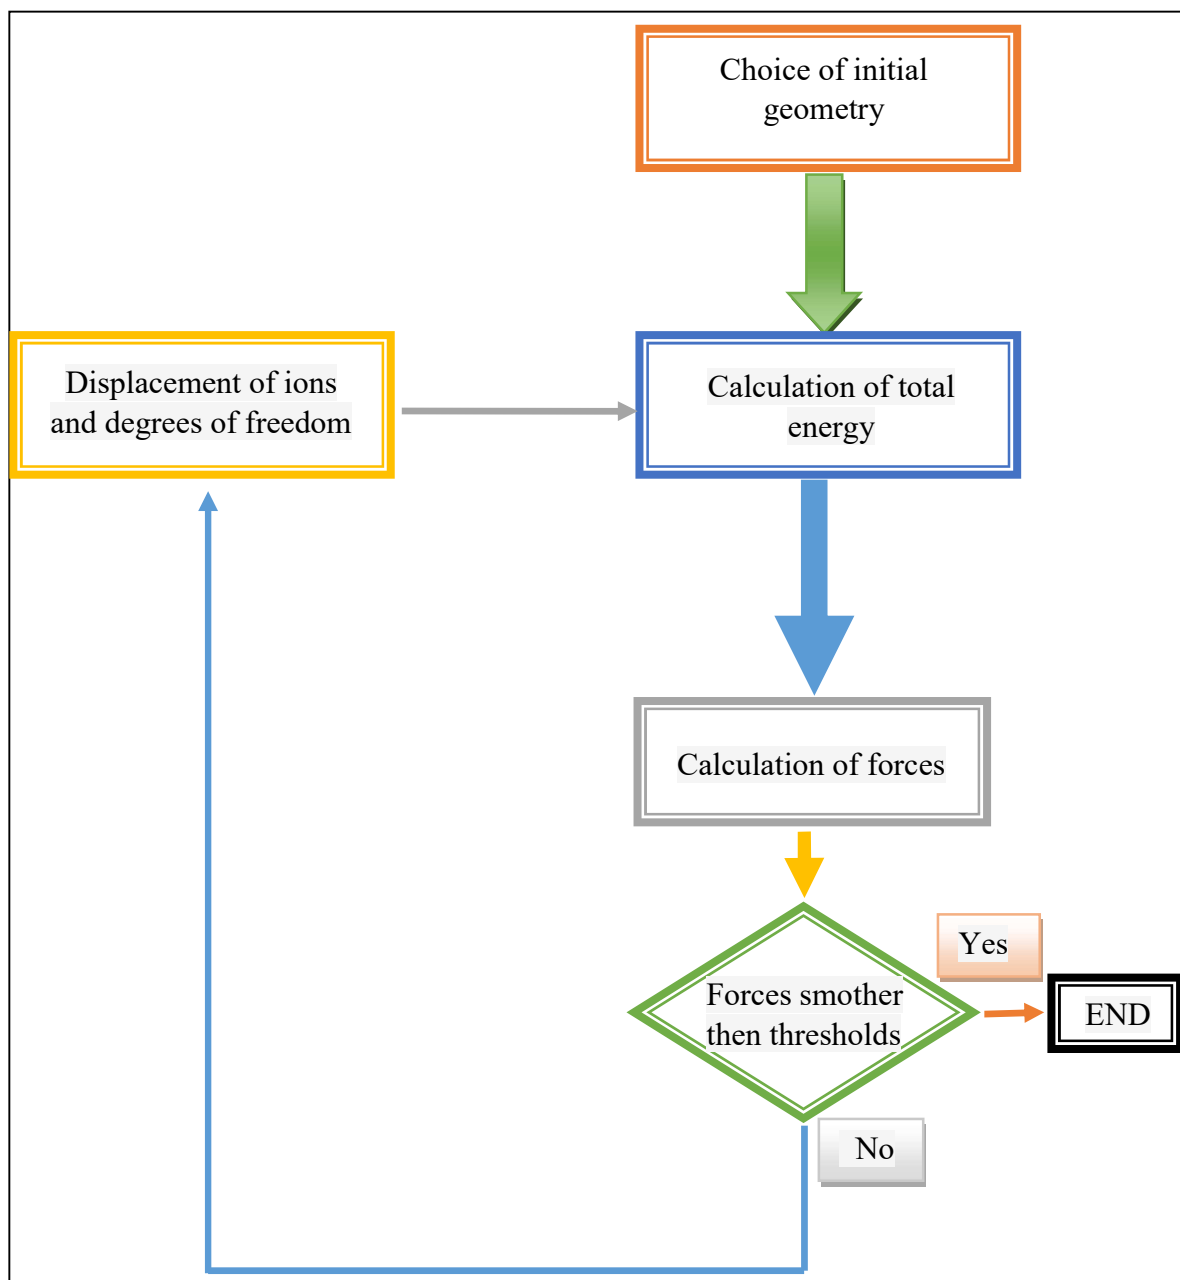 Choice of initial
geometry
Displacement of ions
and degrees of freedom
Calculation of total
energy
Calculation of forces
Yes
Forces smother
then thresholds
END
No